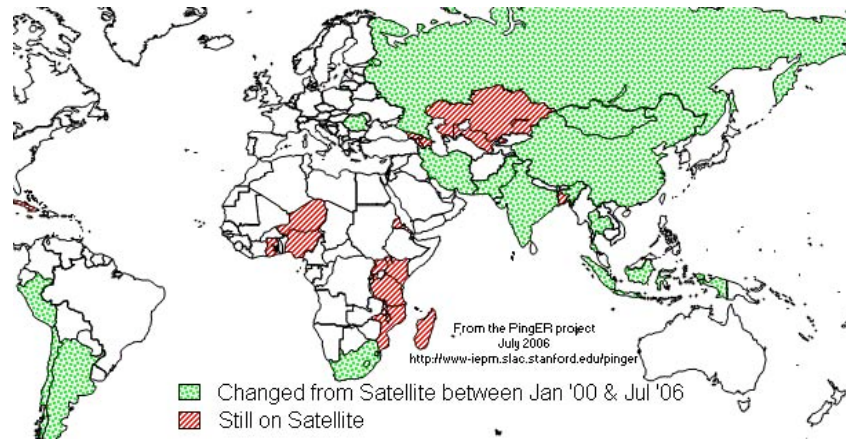 From the PingER project
July 2006
http://www-iepm.slac.stanford.edu/pinger
Changed from Satellite between Jan '00 & Jul '06
Still on Satellite